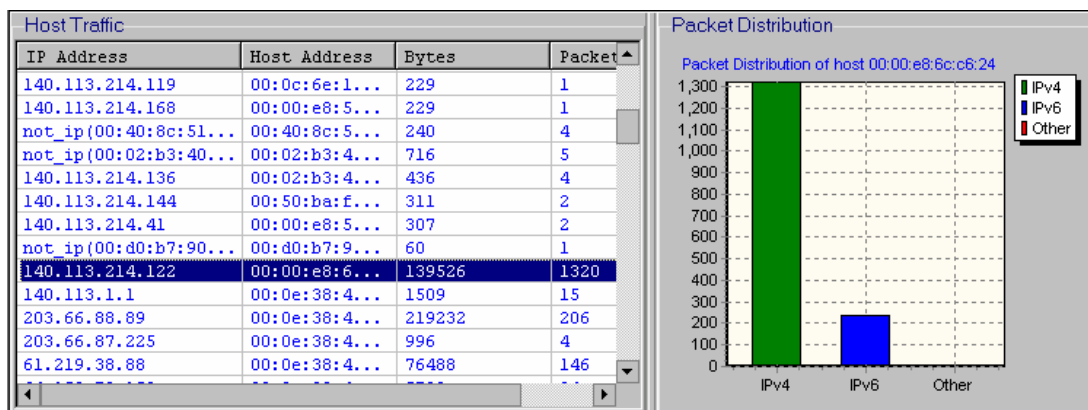 Host Traffic
IP Address Host Address Bytes Packet
140.113.214.119 00:0c:6e:1... 229 1
140.113.214.168 00:00:e8:5... 229 1
not_ip(00:40:8c:51... 00:40:8c:5... 240 4
not_ip(00:02:b3:40... 00:02:b3:4... 716 5
140.113.214.136 00:02:b3:4... 436 4
140.113.214.144 00:50:ba:f... 311 2
140.113.214.41 00:00:e8:5... 307 2
not_ip(00:d0:b7:90... 00:d0:b7:9... 60 1
140.113.214.122 00:00:e8:6... 139526 1320
140.113.1.1 00:0e:38:4... 1509 15
203.66.88.89 00:0e:38:4... 219232 206
203.66.87.225 00:0e:38:4... 996 4
61.219.38.88 00:0e:38:4... 76488 146
Packet Distribution
Packet Distribution of host 00:00:e8:6c:c6:24
1,300
1,200
1,100
1,000
900
800
700
600
500
400
300
200
100
0
IPv4 IPv6 Other
IPv4
IPv6
Other